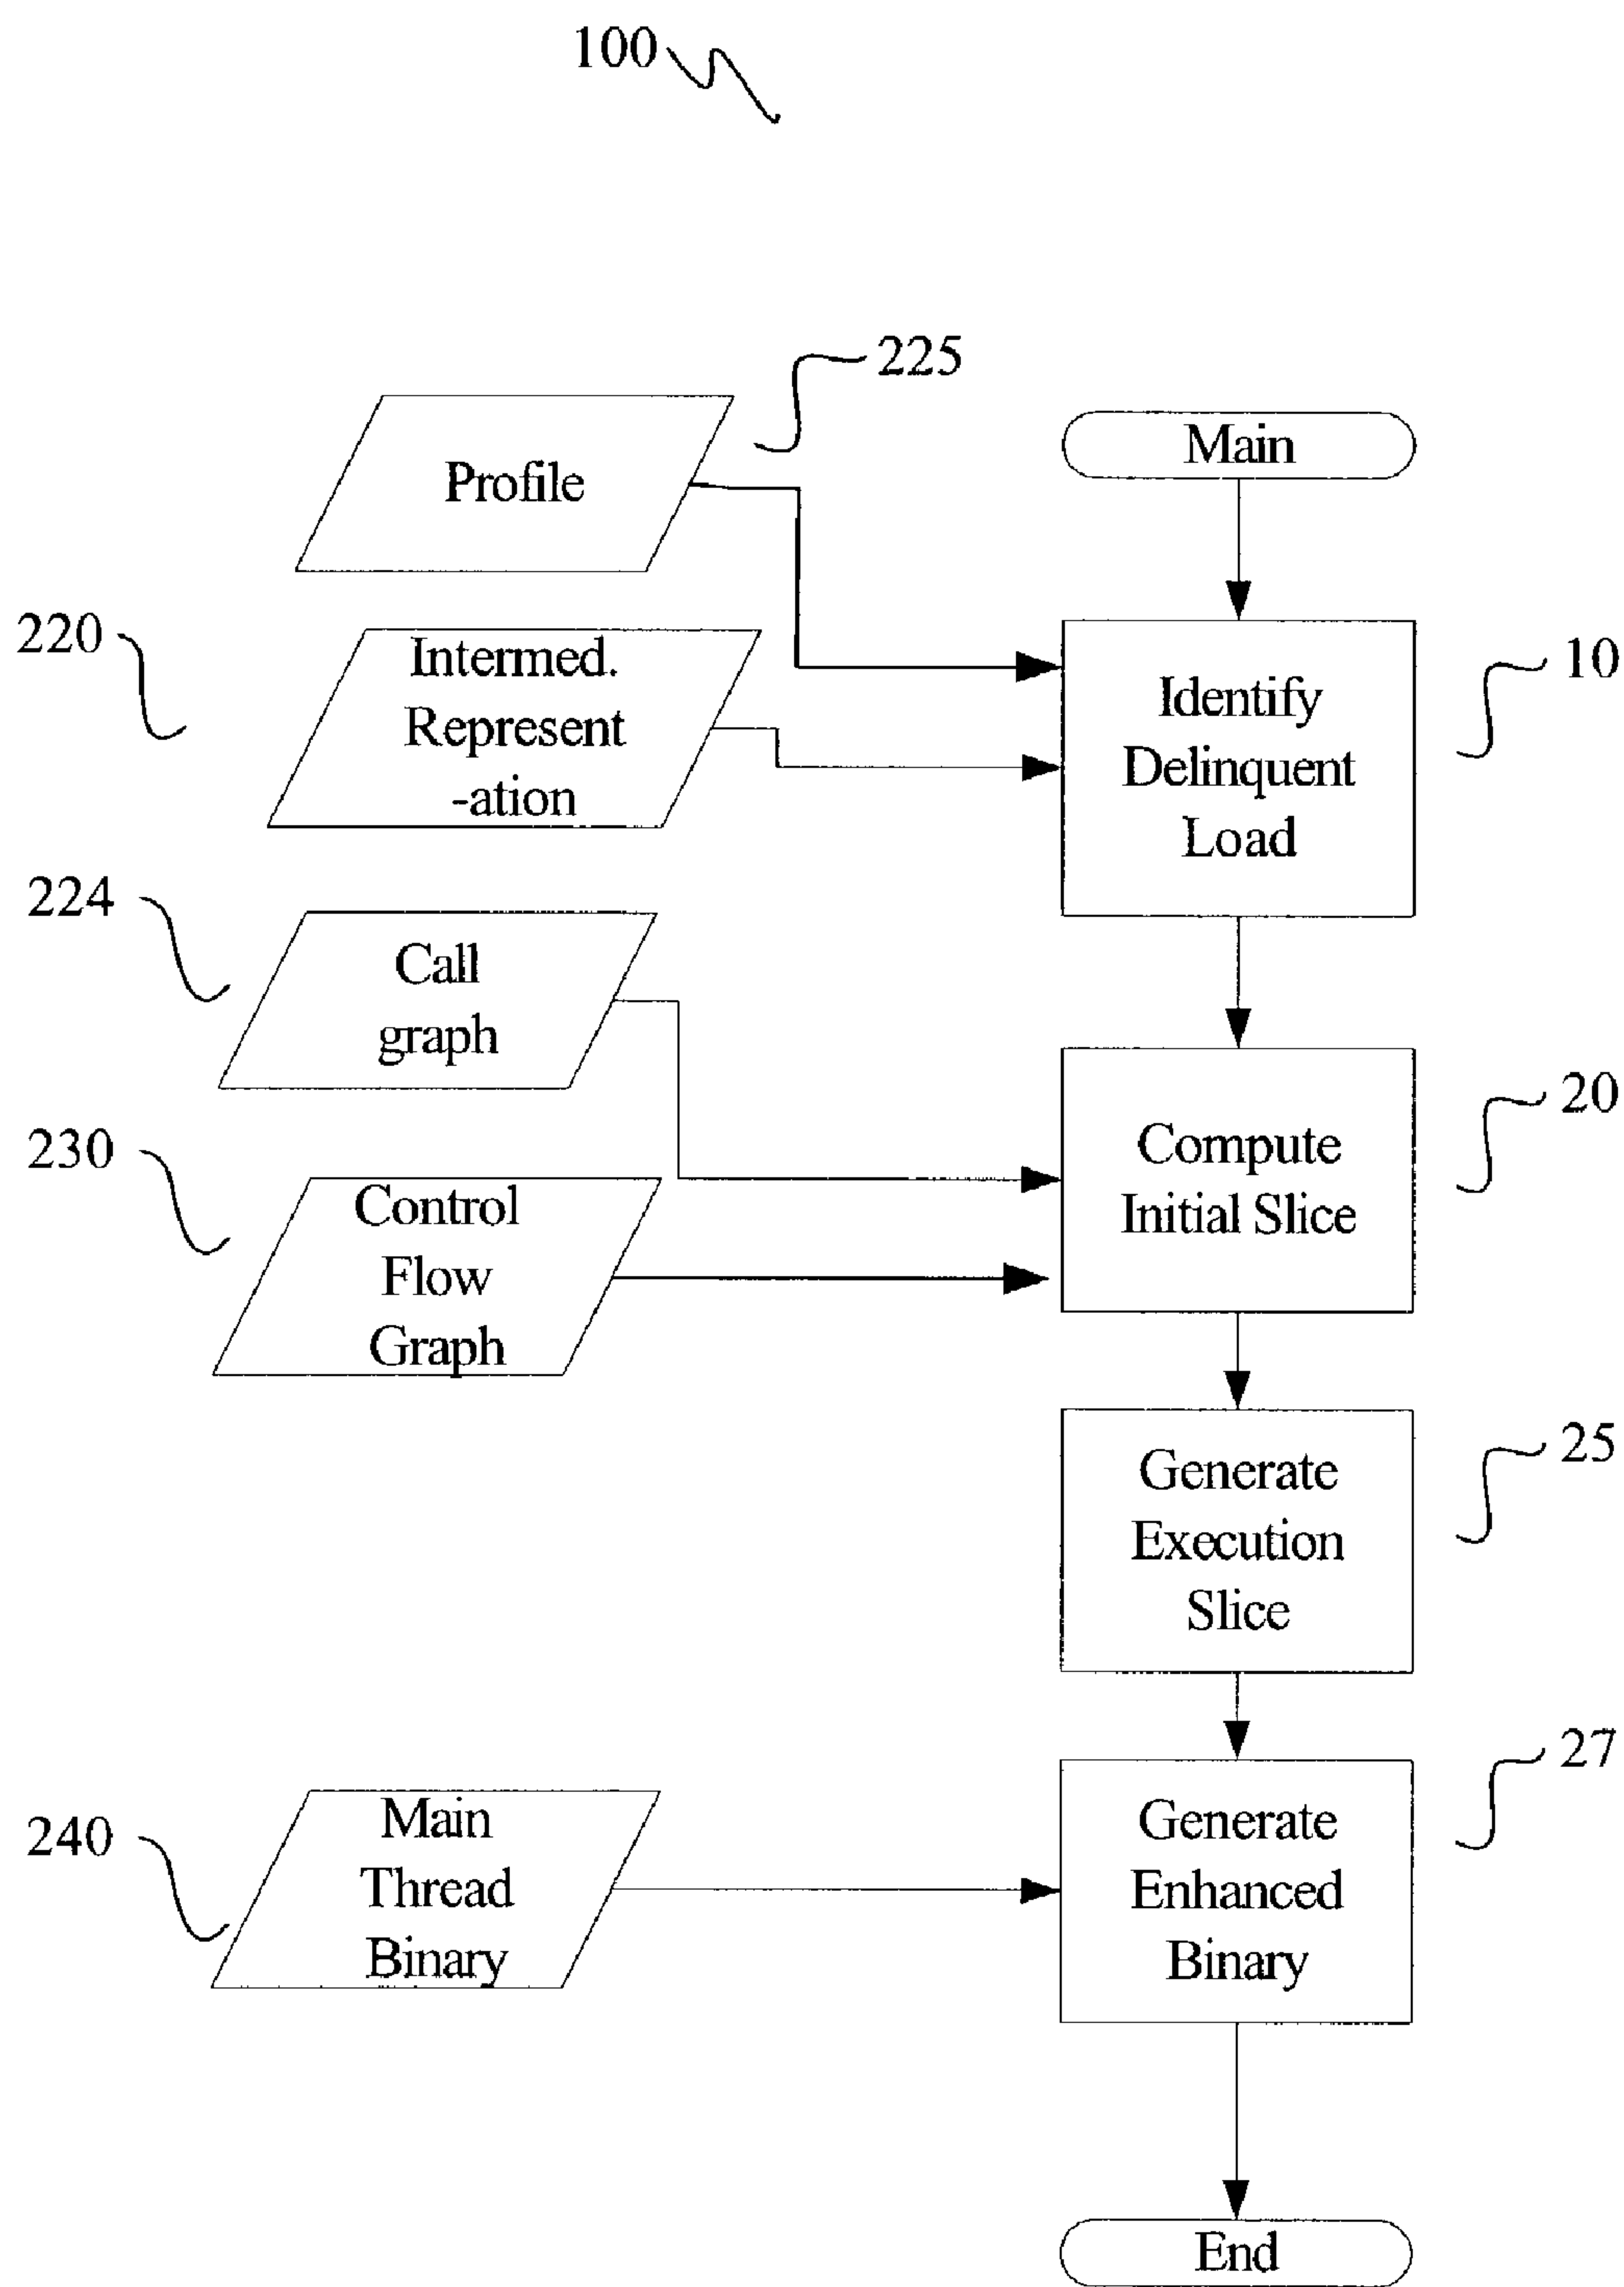 100
225
Profile
Main
220
Intermed.
Represent
-ation
10
Identify
Delinquent
Load
224
Call
graph
20
Compute
Initial Slice
230
Control
Flow
Graph
25
Generate
Execution
Slice
27
Generate
Enhanced
Binary
240
Main
Thread
Binary
End